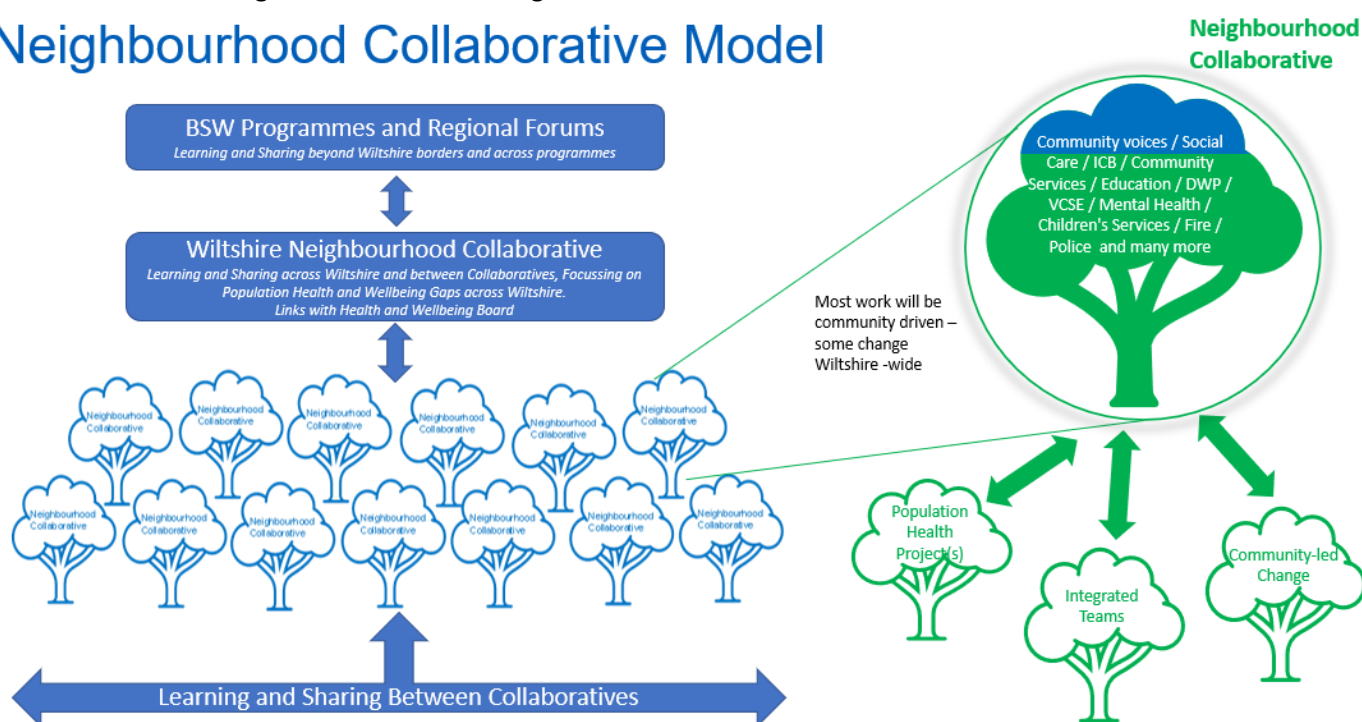 Neighbourhood Collaborative Model
BSW Programmes and Regional Forums
Learning and Sharing beyond Wiltshire borders and across programmes
Wiltshire Neighbourhood Collaborative
Learning and Sharing across Wiltshire and between Collaboratives, Focussing on
Population Health and Wellbeing Gaps across Wiltshire.
Links with Health and Wellbeing Board
Neighbourhood
Collaborative
Neighbourhood
Collaborative
Neighbourhood
Collaborative
Neighbourhood
Collaborative
Neighbourhood
Collaborative
Neighbourhood
Collaborative
Neighbourhood
Collaborative
Neighbourhood
Collaborative
Neighbourhood
Collaborative
Neighbourhood
Collaborative
Neighbourhood
Collaborative
Neighbourhood
Collaborative
Neighbourhood
Collaborative
Learning and Sharing Between Collaboratives
Most work will be
community driven –
some change
Wiltshire -wide
Neighbourhood
Collaborative
Community voices / Social
Care / ICB / Community
Services / Education / DWP /
VCSE / Mental Health /
Children's Services / Fire /
Police and many more
Population
Health
Project(s)
Integrated
Teams
Community-led
Change